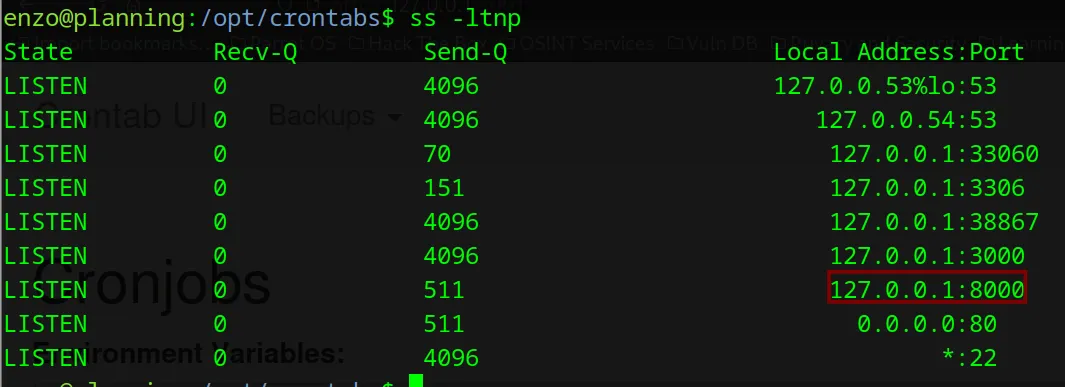 enzo@planning:/opt/crontabs$ ss -ltnp
State Recv-Q Send-Q Local Address:Port
LISTEN 0 4096 127.0.0.53%lo:53
LISTEN 0 4096 127.0.0.54:53
Crontab UI Backups
LISTEN 0 70 127.0.0.1:33060
LISTEN 0 151 127.0.0.1:3306
LISTEN 0 4096 127.0.0.1:38867
LISTEN 0 4096 127.0.0.1:3000
Cronjobs
LISTEN 0 511 127.0.0.1:8000
LISTEN 0 511 0.0.0.0:80
Environment Variables:
LISTEN 0 4096 *:22
enzo@planning:/opt/crontabs$